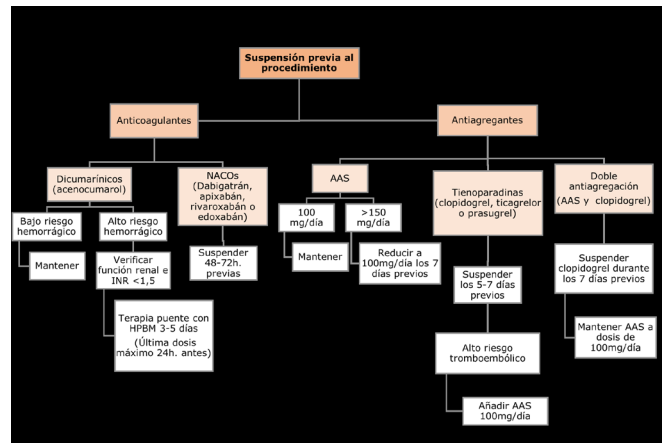 Suspensión previa al
procedimiento
Anticoagulantes
Antiagregantes
Dicumarínicos
(acenocumarol)
NACOs
(Dabigatrán,
apixabán,
rivaroxabán o
edoxabán)
AAS
Tienoparadinas
(clopidogrel, ticagrelor
o prasugrel)
Doble
antiagregación
(AAS y clopidogrel)
Bajo riesgo
hemorrágico
Alto riesgo
hemorrágico
Mantener
Verificar
función renal e
INR <1,5
Terapia puente con
HPBM 3-5 días
(Última dosis
máximo 24h. antes)
Suspender
48-72h.
previas
100
mg/día
>150
mg/día
Mantener
Reducir a
100mg/día los 7
días previos
Suspender
los 5-7 días
previos
Alto riesgo
tromboembólico
Añadir AAS
100mg/día
Suspender
clopidogrel durante
los 7 días previos
Mantener AAS a
dosis de
100mg/día